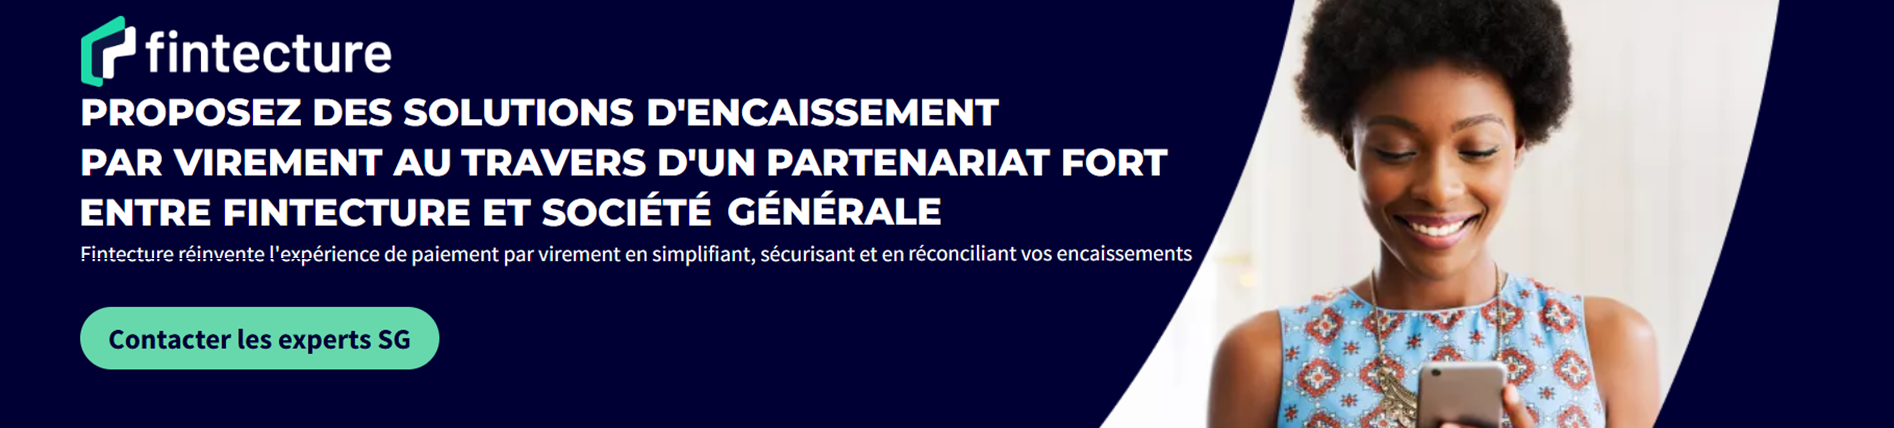 fintecture
PROPOSEZ DES SOLUTIONS D'ENCAISSEMENT
PAR VIREMENT AU TRAVERS D'UN PARTENARIAT FORT
ENTRE FINTECTURE ET SOCIÉTÉ GÉNÉRALE
Fintecture réinvente l'expérience de paiement par virement en simplifiant, sécurisant et en réconciliant vos encaissements
Contacter les experts SG